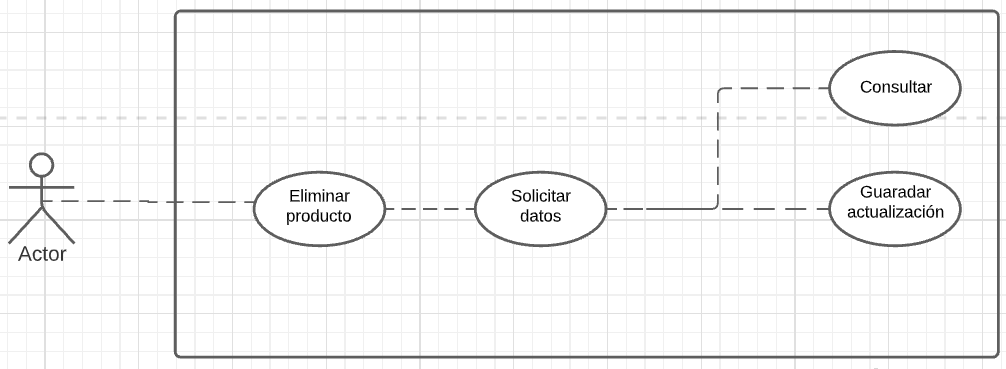 Consultar
Eliminar
producto
Solicitar
datos
Guaradar
actualización
Actor